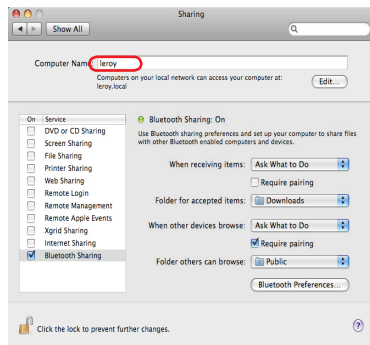 Sharing
Show All
Computer Name: leroy
Computers on your local network can access your computer at:
leroy.local
Edit...
On Service
DVD or CD Sharing
Screen Sharing
File Sharing
Printer Sharing
Web Sharing
Remote Login
Remote Management
Remote Apple Events
Xgrid Sharing
Internet Sharing
Bluetooth Sharing
Bluetooth Sharing: On
Use Bluetooth sharing preferences and set up your computer to share files
with other Bluetooth enabled computers and devices.
When receiving items: Ask What to Do
Require pairing
Folder for accepted items: Downloads
When other devices browse: Ask What to Do
Require pairing
Folder others can browse: Public
Bluetooth Preferences...
Click the lock to prevent further changes.
?